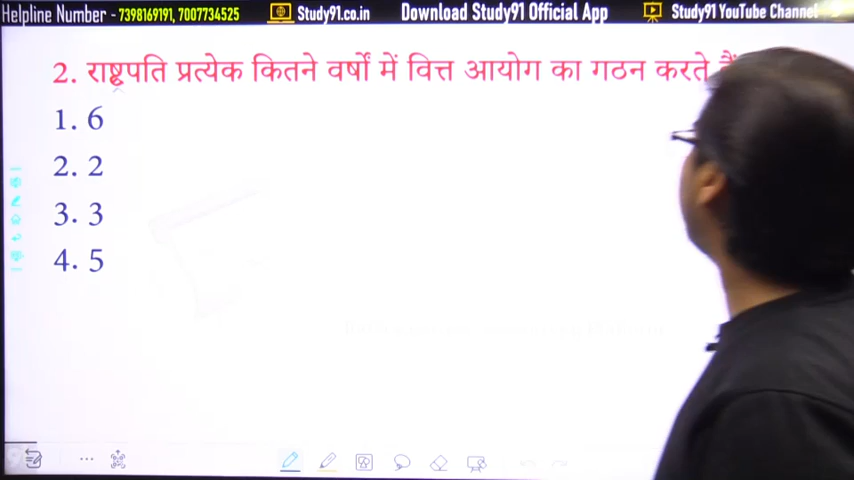 Helpline Number - 7398169191, 7007734525 Study91.co.in Download Study91 Official App Study91 YouTube Channel
2. राष्ट्रपति प्रत्येक कितने वर्षों में वित्त आयोग का गठन करते हैं
1. 6
2. 2
3. 3
4. 5